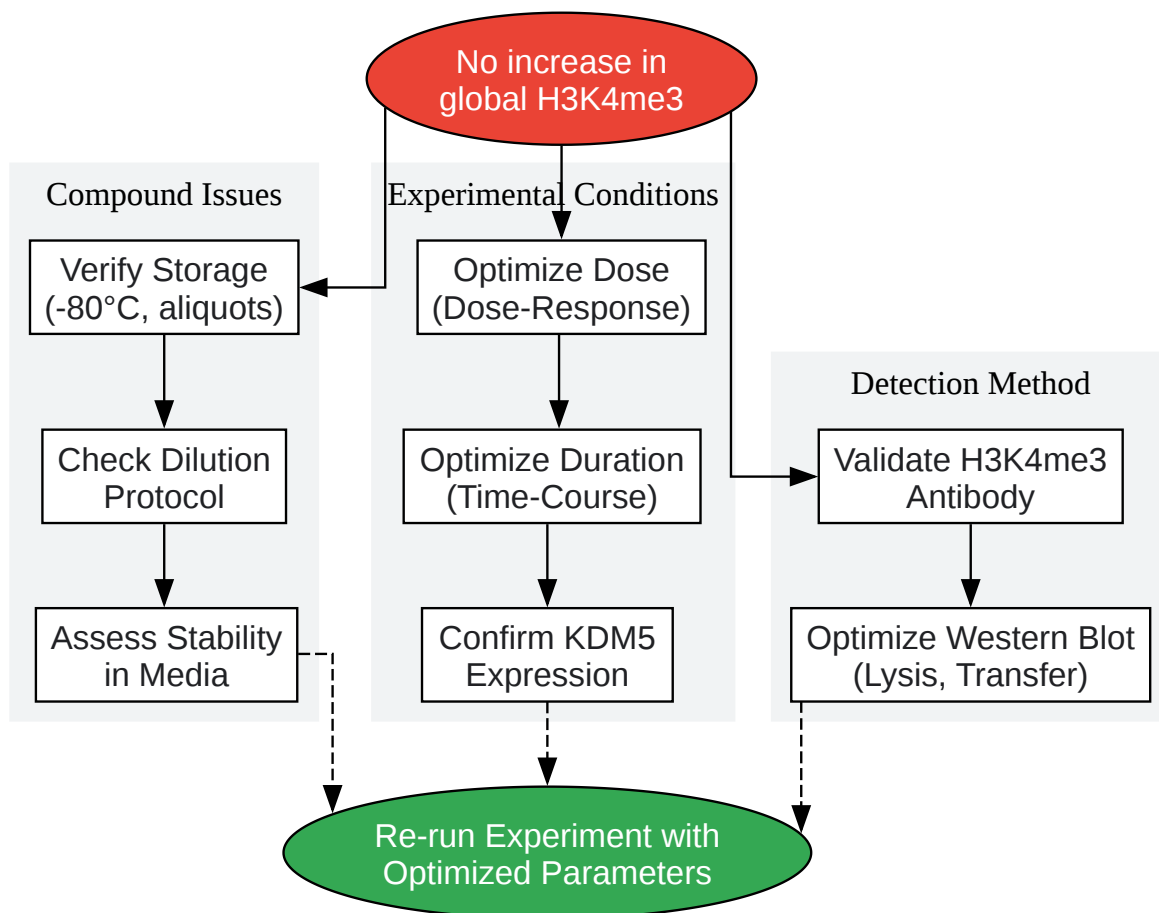 No increase in
global H3K4me3
Compound Issues
Verify Storage
(-80°C, aliquots)
Check Dilution
Protocol
Assess Stability
in Media
Experimental Conditions
Optimize Dose
(Dose-Response)
Optimize Duration
(Time-Course)
Confirm KDM5
Expression
Detection Method
Validate H3K4me3
Antibody
Optimize Western Blot
(Lysis, Transfer)
Re-run Experiment with
Optimized Parameters